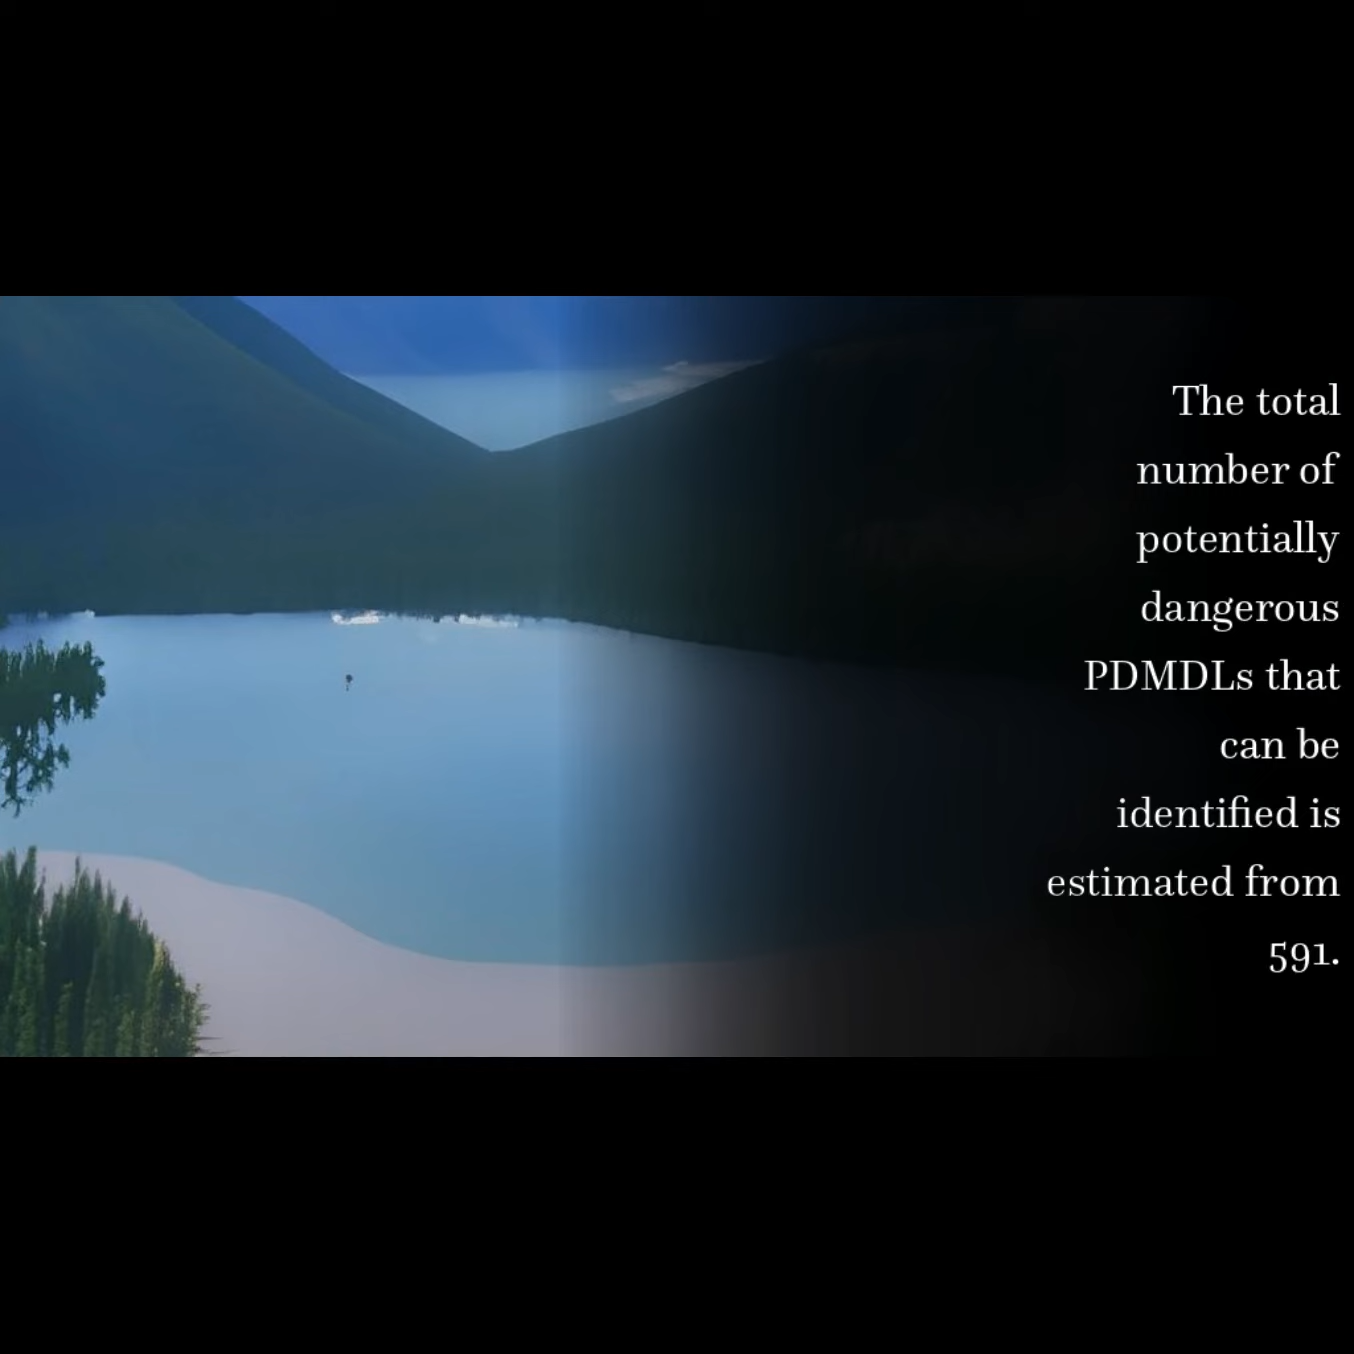 The total
number of
potentially
dangerous
PDMDLs that
can be
identified is
estimated from
591.